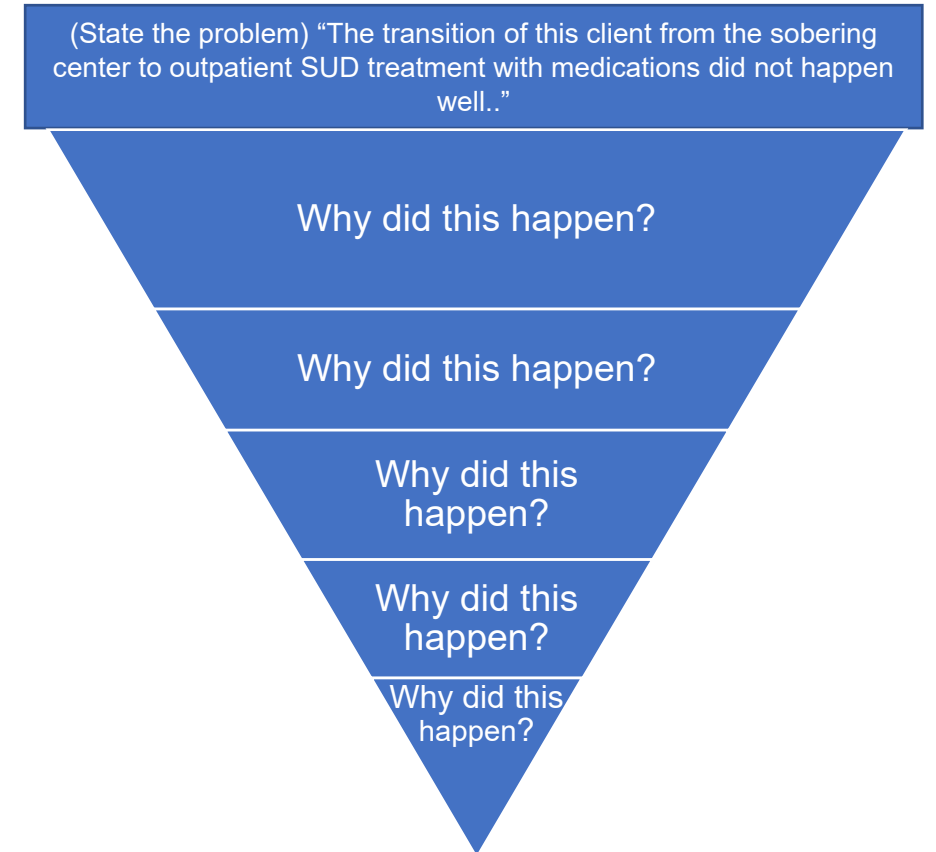 (State the problem) “The transition of this client from the sobering
center to outpatient SUD treatment with medications did not happen
well..”
Why did this happen?
Why did this happen?
Why did this
happen?
Why did this
happen?
Why did this
happen?